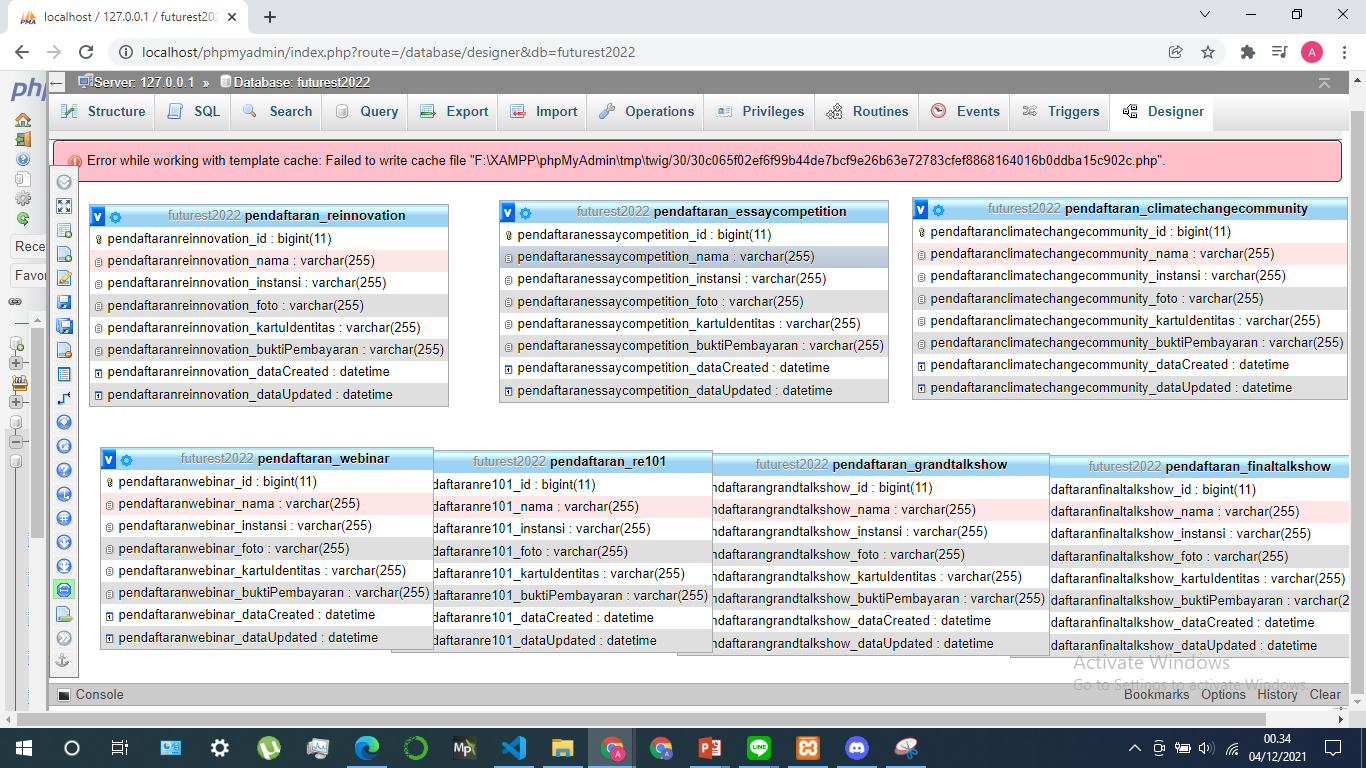 localhost / 127.0.0.1 / futurest202
localhost/phpmyadmin/index.php?route=/database/designer&db=futurest2022
A
php
Server: 127.0.0.1 » Database: futurest2022
Structure SQL Search Query Export Import Operations Privileges Routines Events Triggers Designer
Error while working with template cache: Failed to write cache file "F:\XAMPP\phpMyAdmin\tmp\twig/30/30c065f02ef6f99b44de7bcf9e26b63e72783cfef8868164016b0ddba15c902c.php".
Rece
Favor
v futurest2022 pendaftaran_reinnovation
pendaftaranreinnovation_id : bigint(11)
pendaftaranreinnovation_nama : varchar(255)
pendaftaranreinnovation_instansi : varchar(255)
pendaftaranreinnovation_foto : varchar(255)
pendaftaranreinnovation_kartuIdentitas : varchar(255)
pendaftaranreinnovation_buktiPembayaran : varchar(255)
pendaftaranreinnovation_dataCreated : datetime
pendaftaranreinnovation_dataUpdated : datetime
v futurest2022 pendaftaran_essaycompetition
pendaftaranessaycompetition_id : bigint(11)
pendaftaranessaycompetition_nama : varchar(255)
pendaftaranessaycompetition_instansi : varchar(255)
pendaftaranessaycompetition_foto : varchar(255)
pendaftaranessaycompetition_kartuIdentitas : varchar(255)
pendaftaranessaycompetition_buktiPembayaran : varchar(255)
pendaftaranessaycompetition_dataCreated : datetime
pendaftaranessaycompetition_dataUpdated : datetime
v futurest2022 pendaftaran_climatechangecommunity
pendaftaranclimatechangecommunity_id : bigint(11)
pendaftaranclimatechangecommunity_nama : varchar(255)
pendaftaranclimatechangecommunity_instansi : varchar(255)
pendaftaranclimatechangecommunity_foto : varchar(255)
pendaftaranclimatechangecommunity_kartuIdentitas : varchar(255)
pendaftaranclimatechangecommunity_buktiPembayaran : varchar(255)
pendaftaranclimatechangecommunity_dataCreated : datetime
pendaftaranclimatechangecommunity_dataUpdated : datetime
v futurest2022 pendaftaran_webinar
pendaftaranwebinar_id : bigint(11)
pendaftaranwebinar_nama : varchar(255)
pendaftaranwebinar_instansi : varchar(255)
pendaftaranwebinar_foto : varchar(255)
pendaftaranwebinar_kartuIdentitas : varchar(255)
pendaftaranwebinar_buktiPembayaran : varchar(255)
pendaftaranwebinar_dataCreated : datetime
pendaftaranwebinar_dataUpdated : datetime
futurest2022 pendaftaran_re101
daftaranre101_id : bigint(11)
daftaranre101_nama : varchar(255)
daftaranre101_instansi : varchar(255)
daftaranre101_foto : varchar(255)
daftaranre101_kartuIdentitas : varchar(255)
daftaranre101_buktiPembayaran : varchar(255)
daftaranre101_dataCreated : datetime
daftaranre101_dataUpdated : datetime
futurest2022 pendaftaran_grandtalkshow
ndaftarangrandtalkshow_id : bigint(11)
ndaftarangrandtalkshow_nama : varchar(255)
ndaftarangrandtalkshow_instansi : varchar(255)
ndaftarangrandtalkshow_foto : varchar(255)
ndaftarangrandtalkshow_kartuIdentitas : varchar(255)
ndaftarangrandtalkshow_buktiPembayaran : varchar(255)
ndaftarangrandtalkshow_dataCreated : datetime
ndaftarangrandtalkshow_dataUpdated : datetime
futurest2022 pendaftaran_finaltalkshow
daftaranfinaltalkshow_id : bigint(11)
daftaranfinaltalkshow_nama : varchar(255)
daftaranfinaltalkshow_instansi : varchar(255)
daftaranfinaltalkshow_foto : varchar(255)
daftaranfinaltalkshow_kartuIdentitas : varchar(255)
daftaranfinaltalkshow_buktiPembayaran : varchar(2
daftaranfinaltalkshow_dataCreated : datetime
daftaranfinaltalkshow_dataUpdated : datetime
Activate Windows
Go to Settings to activate Windows.
Console Bookmarks Options History Clear
00.34
04/12/2021